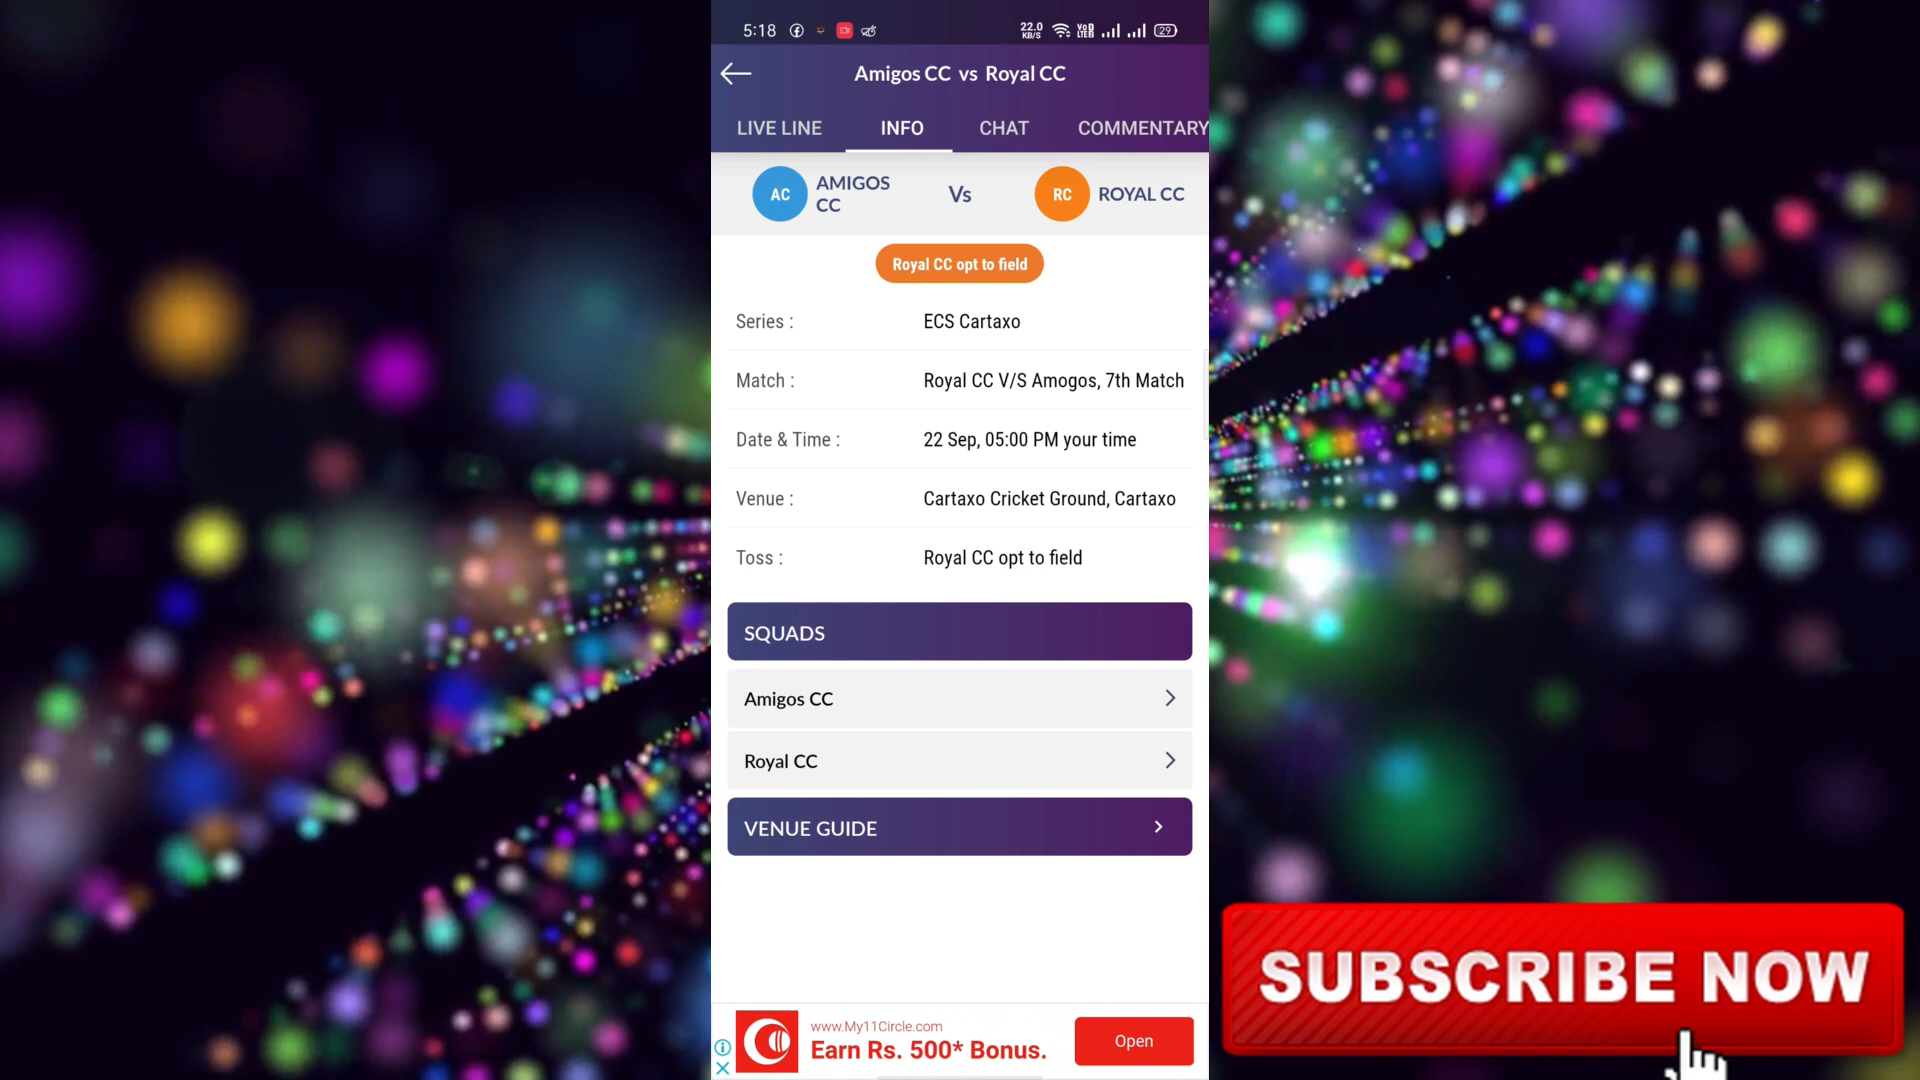 5:18 22.0 KB/S 29
Amigos CC vs Royal CC
LIVE LINE INFO CHAT COMMENTARY
AC AMIGOS CC Vs RC ROYAL CC
Royal CC opt to field
Series : ECS Cartaxo
Match : Royal CC V/S Amogos, 7th Match
Date & Time : 22 Sep, 05:00 PM your time
Venue : Cartaxo Cricket Ground, Cartaxo
Toss : Royal CC opt to field
SQUADS
Amigos CC
Royal CC
VENUE GUIDE
www.My11Circle.com
Earn Rs. 500* Bonus.
Open
SUBSCRIBE NOW